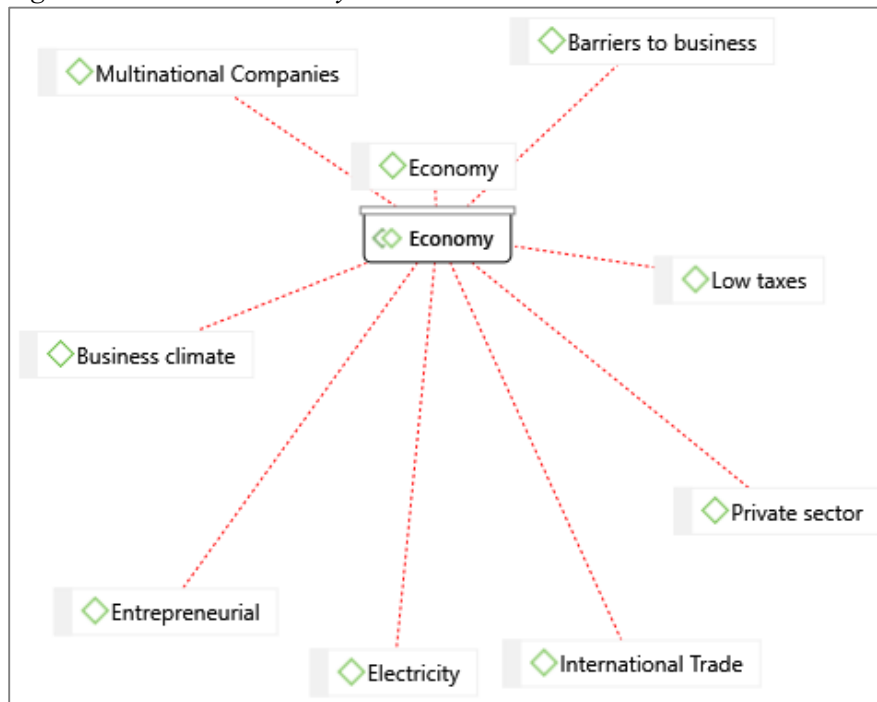 Barriers to business
Multinational Companies
Economy
Economy
Low taxes
Business climate
Private sector
Entrepreneurial
International Trade
Electricity